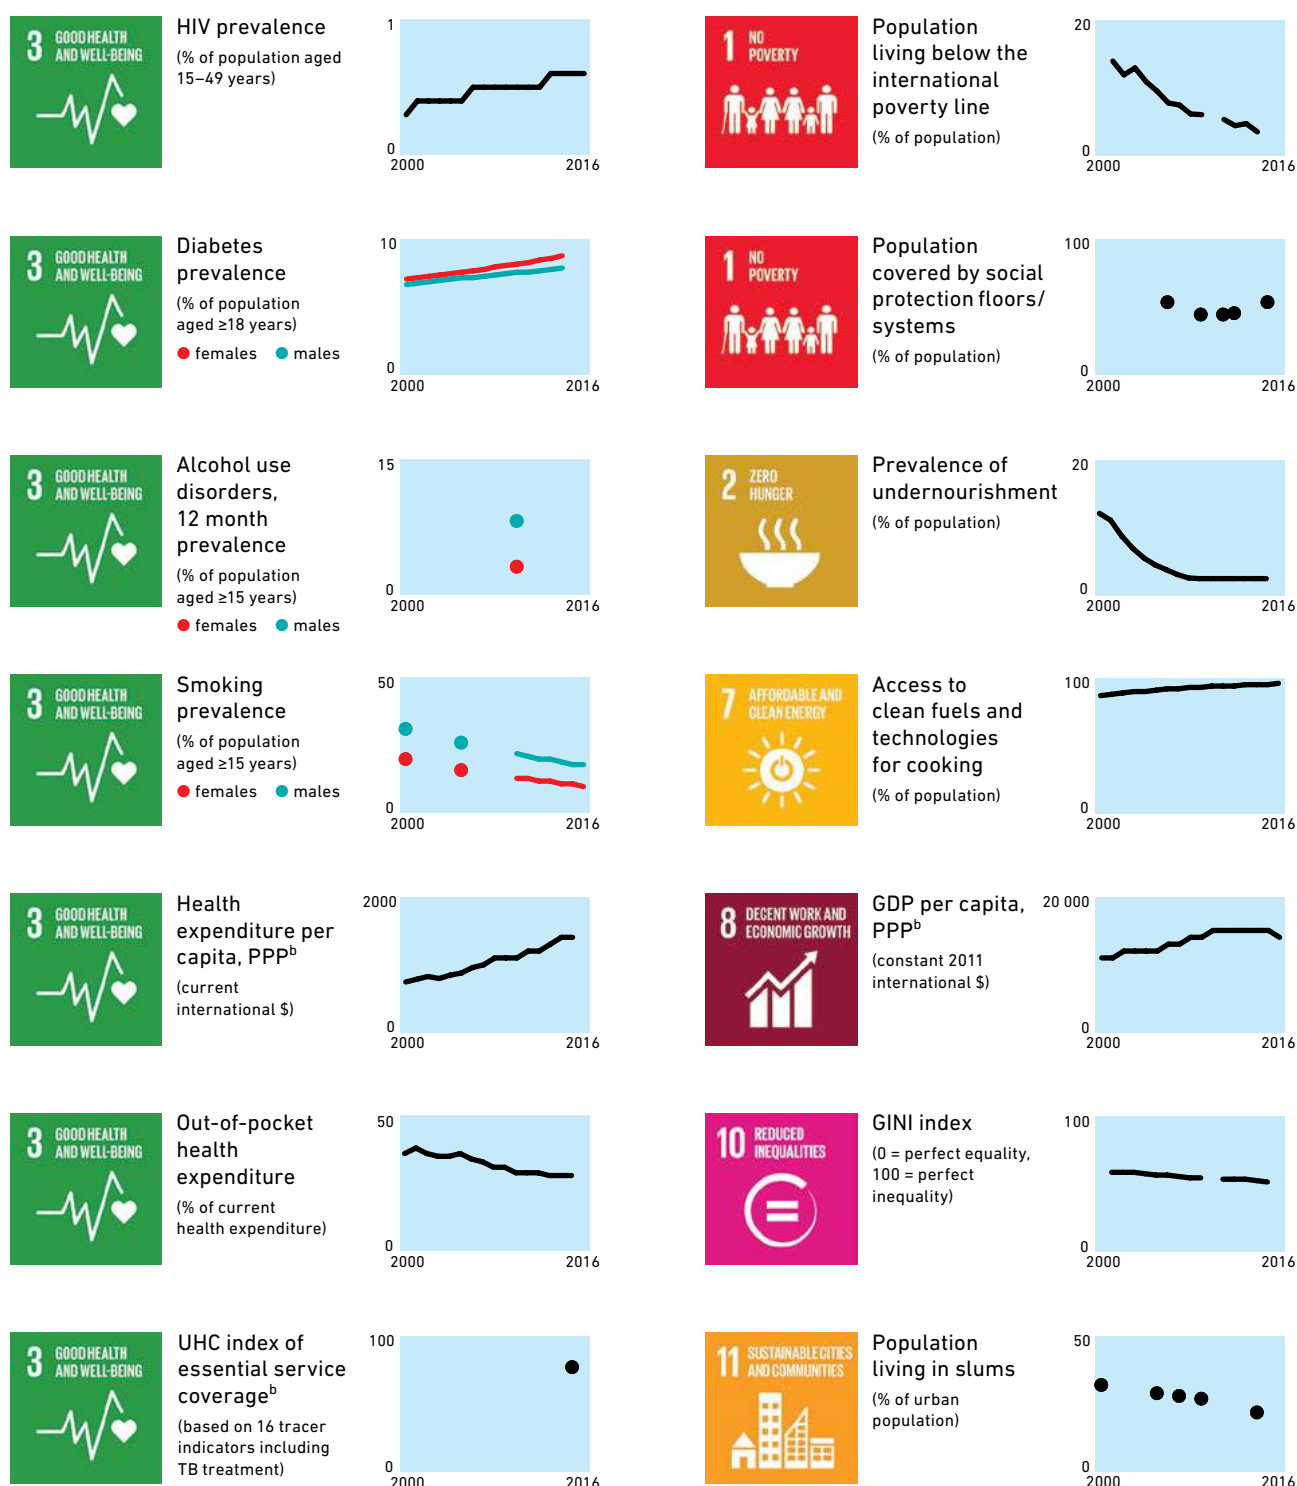 3 GOOD HEALTH
AND WELL-BEING
HIV prevalence
(% of population aged
15–49 years)
1
0
2000 2016
1 NO
POVERTY
Population
living below the
international
poverty line
(% of population)
20
0
2000 2016
3 GOOD HEALTH
AND WELL-BEING
Diabetes
prevalence
(% of population
aged ≥18 years)
females males
10
0
2000 2016
1 NO
POVERTY
Population
covered by social
protection floors/
systems
(% of population)
100
0
2000 2016
3 GOOD HEALTH
AND WELL-BEING
Alcohol use
disorders,
12 month
prevalence
(% of population
aged ≥15 years)
females males
15
0
2000 2016
2 ZERO
HUNGER
Prevalence of
undernourishment
(% of population)
20
0
2000 2016
3 GOOD HEALTH
AND WELL-BEING
Smoking
prevalence
(% of population
aged ≥15 years)
females males
50
0
2000 2016
7 AFFORDABLE AND
CLEAN ENERGY
Access to
clean fuels and
technologies
for cooking
(% of population)
100
0
2000 2016
3 GOOD HEALTH
AND WELL-BEING
Health
expenditure per
capita, PPPᵇ
(current
international $)
2000
0
2000 2016
8 DECENT WORK AND
ECONOMIC GROWTH
GDP per capita,
PPPᵇ
(constant 2011
international $)
20 000
0
2000 2016
3 GOOD HEALTH
AND WELL-BEING
Out-of-pocket
health
expenditure
(% of current
health expenditure)
50
0
2000 2016
10 REDUCED
INEQUALITIES
GINI index
(0 = perfect equality,
100 = perfect
inequality)
100
0
2000 2016
3 GOOD HEALTH
AND WELL-BEING
UHC index of
essential service
coverageᵇ
(based on 16 tracer
indicators including
TB treatment)
100
0
2000 2016
11 SUSTAINABLE CITIES
AND COMMUNITIES
Population
living in slums
(% of urban
population)
50
0
2000 2016